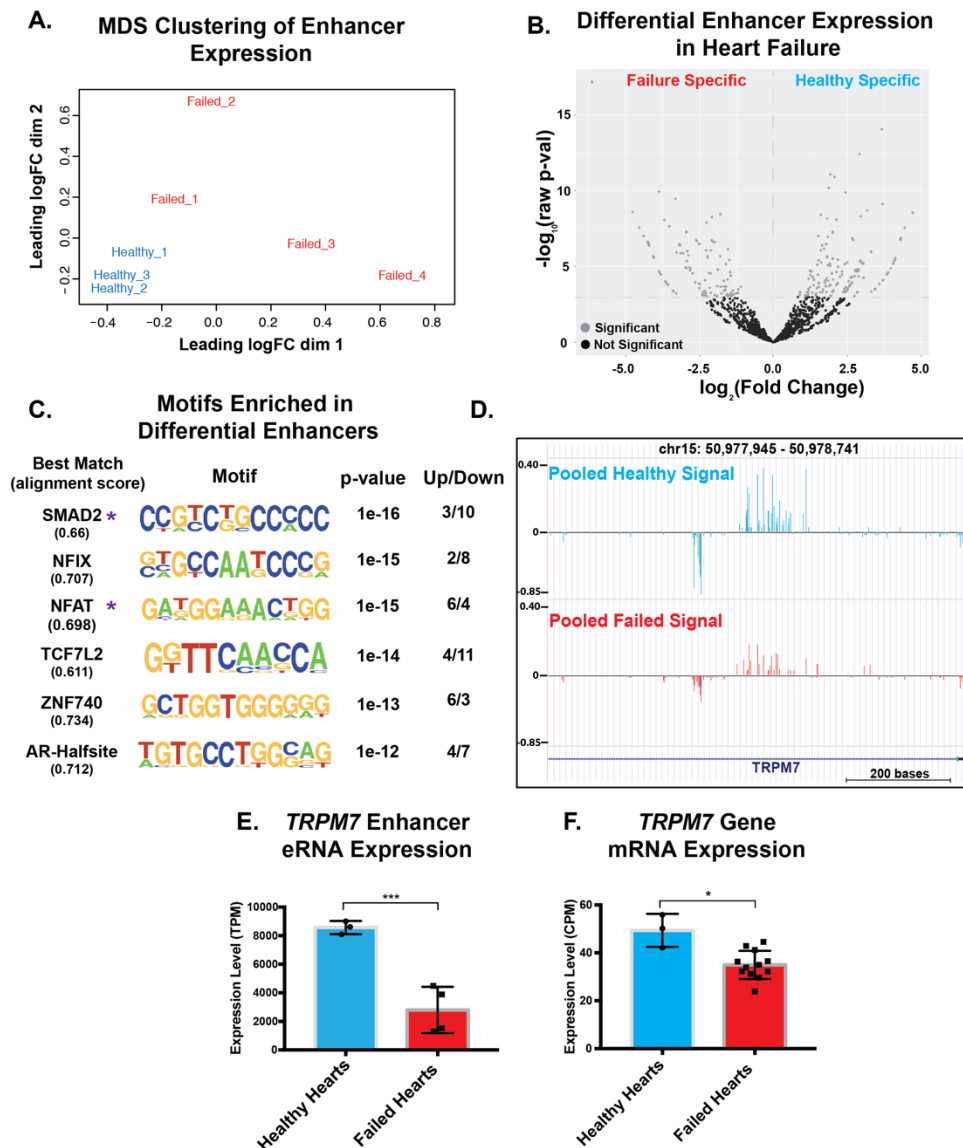 A.
MDS Clustering of Enhancer
Expression
Leading logFC dim 2
0.6
0.4
0.2
0.0
-0.2
Failed_2
Failed_1
Healthy_1
Healthy_3
Healthy_2
Failed_3
Failed_4
-0.4 -0.2 0.0 0.2 0.4 0.6 0.8
Leading logFC dim 1
B.
Differential Enhancer Expression
in Heart Failure
Failure Specific Healthy Specific
-log10(raw p-val)
15
10
5
0
Significant
Not Significant
-5.0 -2.5 0.0 2.5 5.0
log2(Fold Change)
C.
Motifs Enriched in
Differential Enhancers
Best Match
(alignment score)
Motif p-value Up/Down
SMAD2 *
(0.66)
CCGTCTGCCACC
1e-16 3/10
NFIX
(0.707)
GTGCCAATCCCG
1e-15 2/8
NFAT *
(0.698)
GATGGAAACTGG
1e-15 6/4
TCF7L2
(0.611)
GGTTCAACCA
1e-14 4/11
ZNF740
(0.734)
GCTGGTGGGGGG
1e-13 6/3
AR-Halfsite
(0.712)
TGTGCCTGGCAG
1e-12 4/7
D.
chr15: 50,977,945 - 50,978,741
0.40
Pooled Healthy Signal
0
-0.85
0.40
Pooled Failed Signal
0
-0.85
TRPM7
200 bases
E.
TRPM7 Enhancer
eRNA Expression
Expression Level (TPM)
10000
8000
6000
4000
2000
0
***
Healthy Hearts
Failed Hearts
F.
TRPM7 Gene
mRNA Expression
Expression Level (CPM)
60
40
20
0
*
Healthy Hearts
Failed Hearts